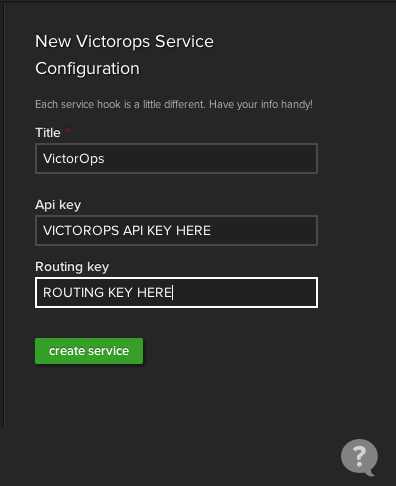 New Victorops Service
Configuration
Each service hook is a little different. Have your info handy!
Title *
VictorOps
Api key
VICTOROPS API KEY HERE
Routing key
ROUTING KEY HERE
create service
?